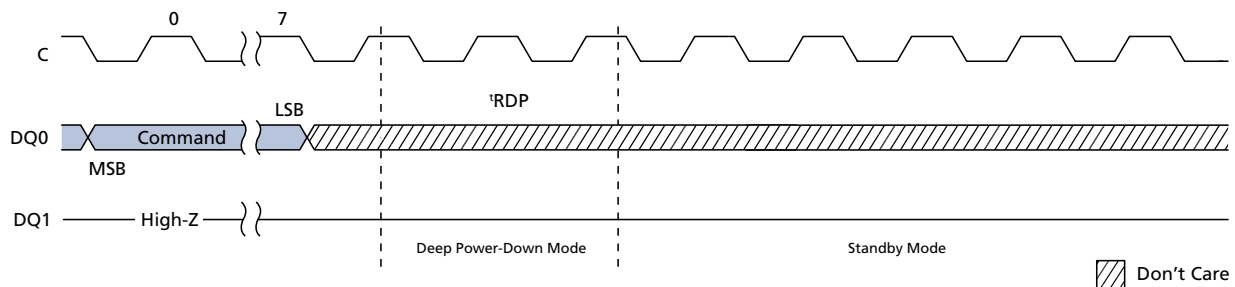 0 7
C
LSB
ᵗRDP
DQ0 Command
MSB
DQ1 High-Z
Deep Power-Down Mode Standby Mode
Don't Care